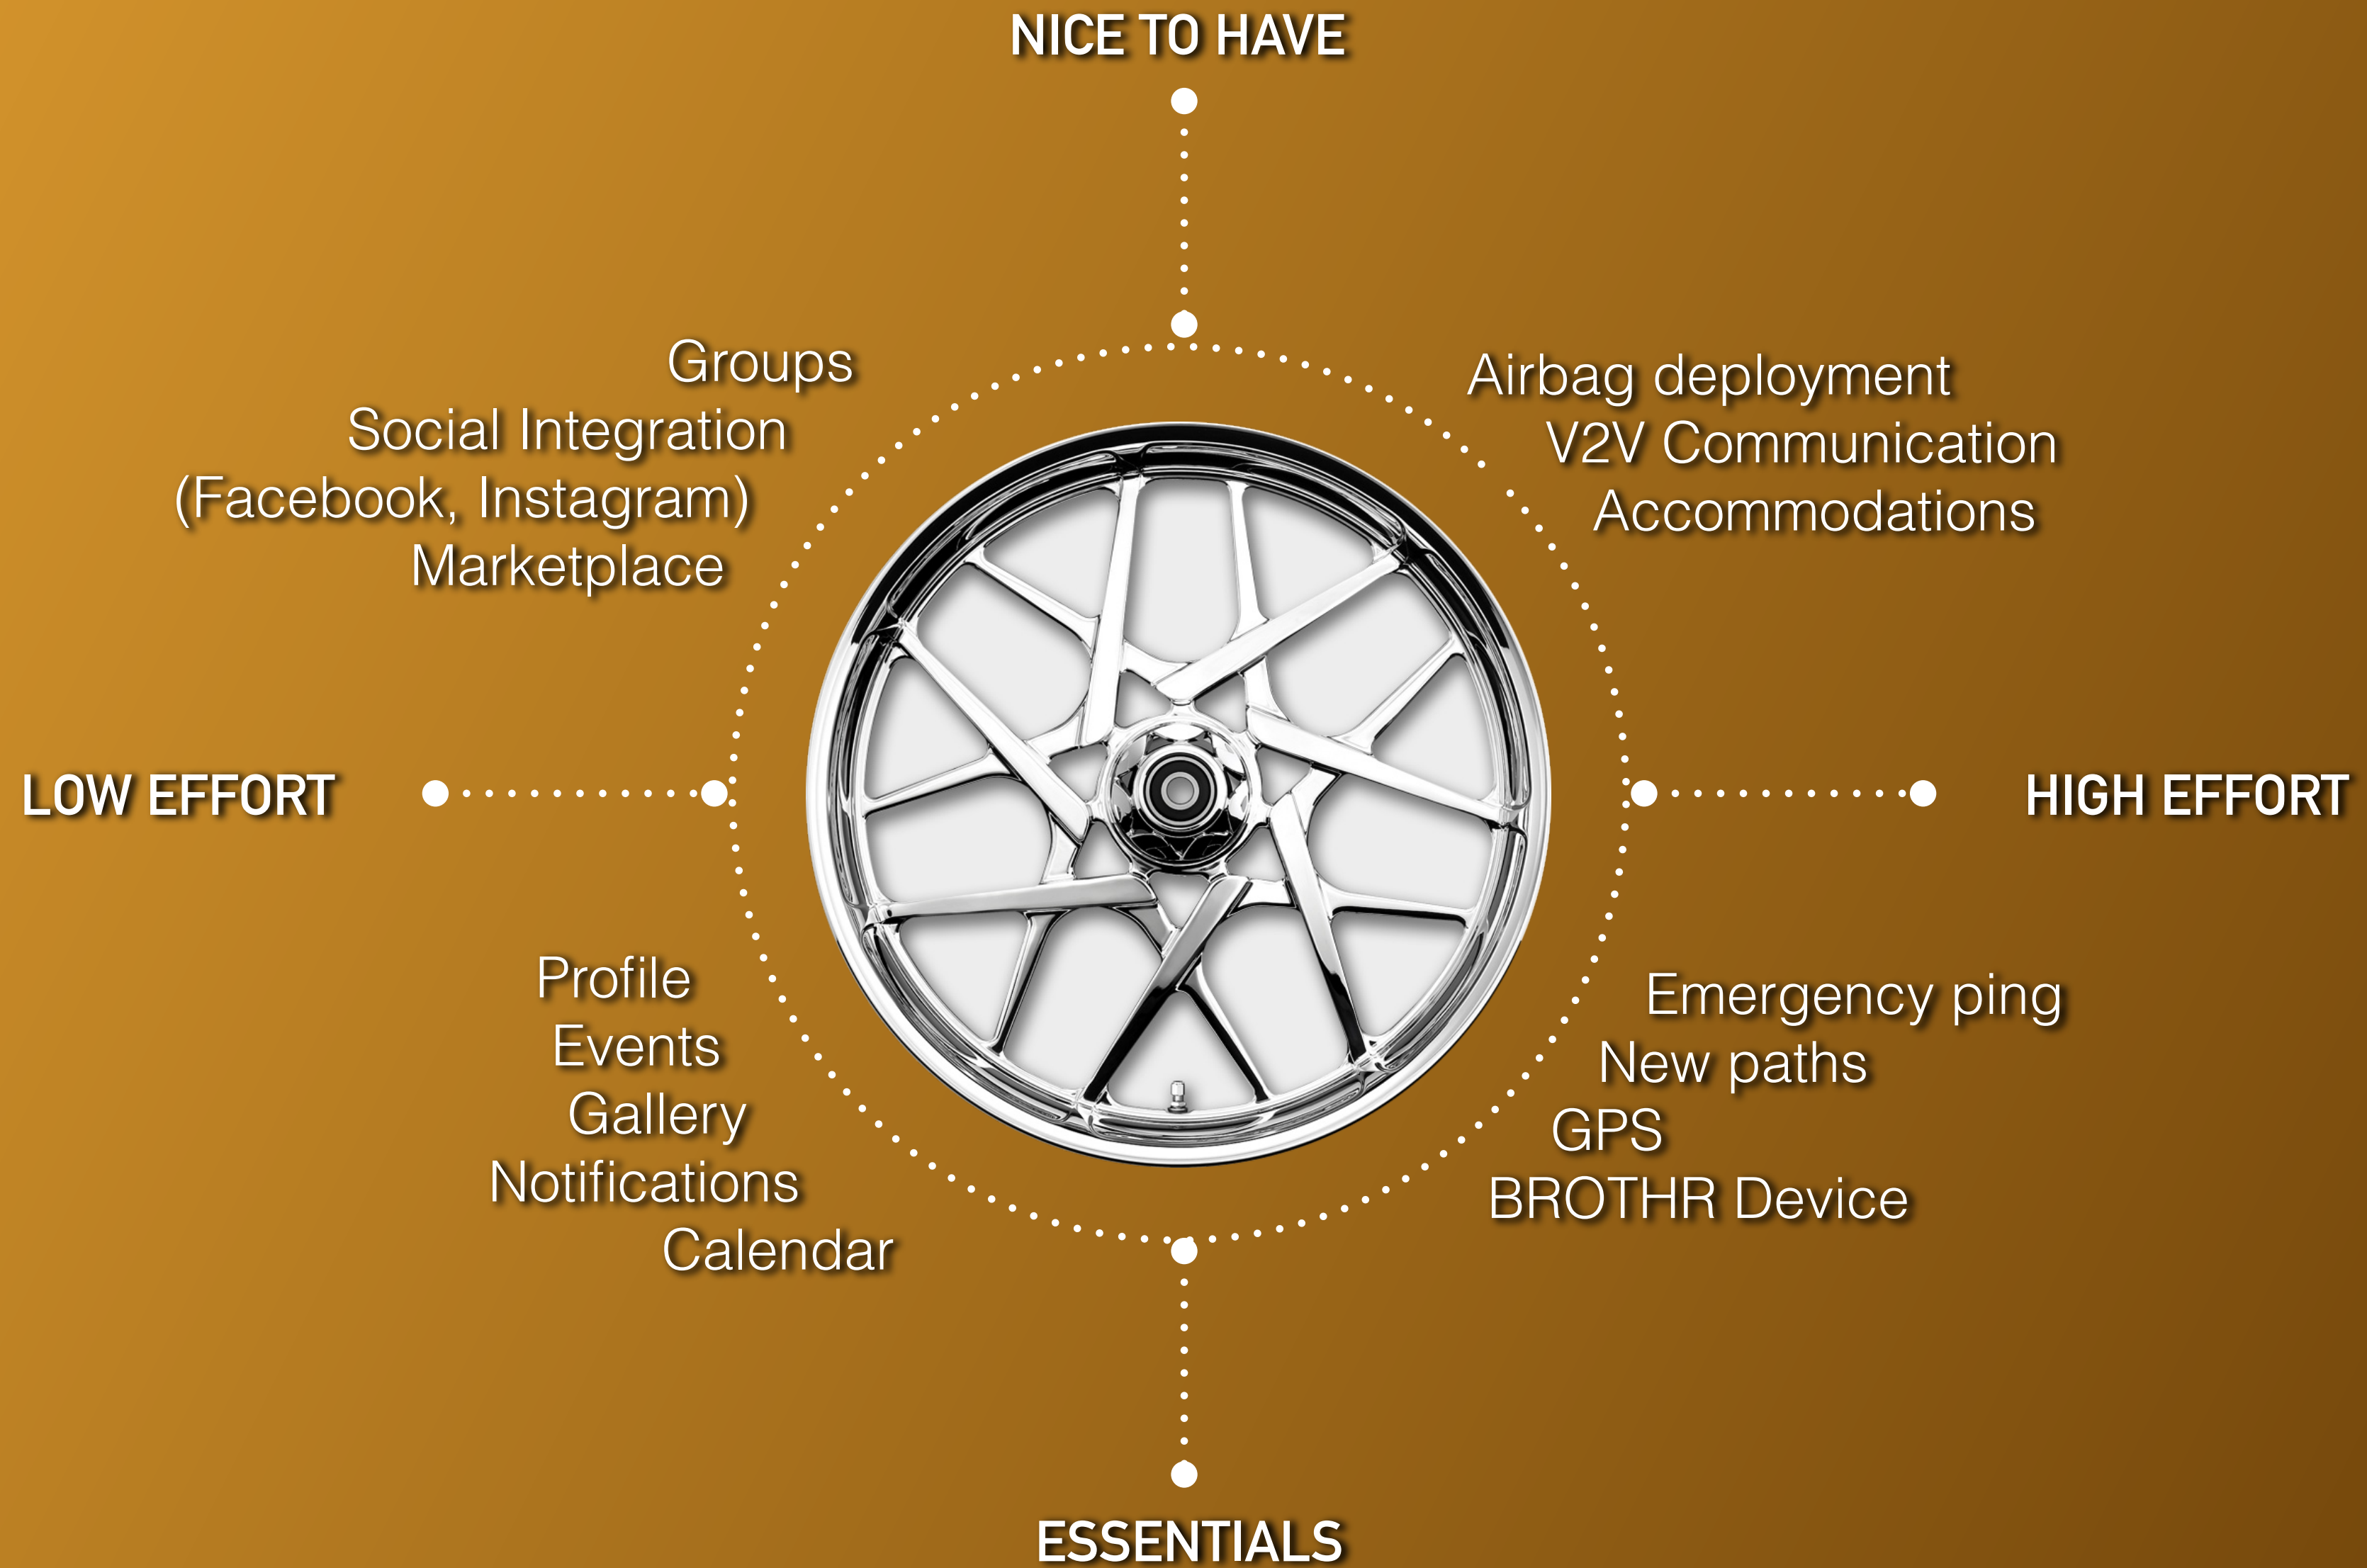 NICE TO HAVE
Groups
Social Integration
(Facebook, Instagram)
Marketplace
Airbag deployment
V2V Communication
Accommodations
LOW EFFORT
HIGH EFFORT
Profile
Events
Gallery
Notifications
Calendar
Emergency ping
New paths
GPS
BROTHR Device
ESSENTIALS